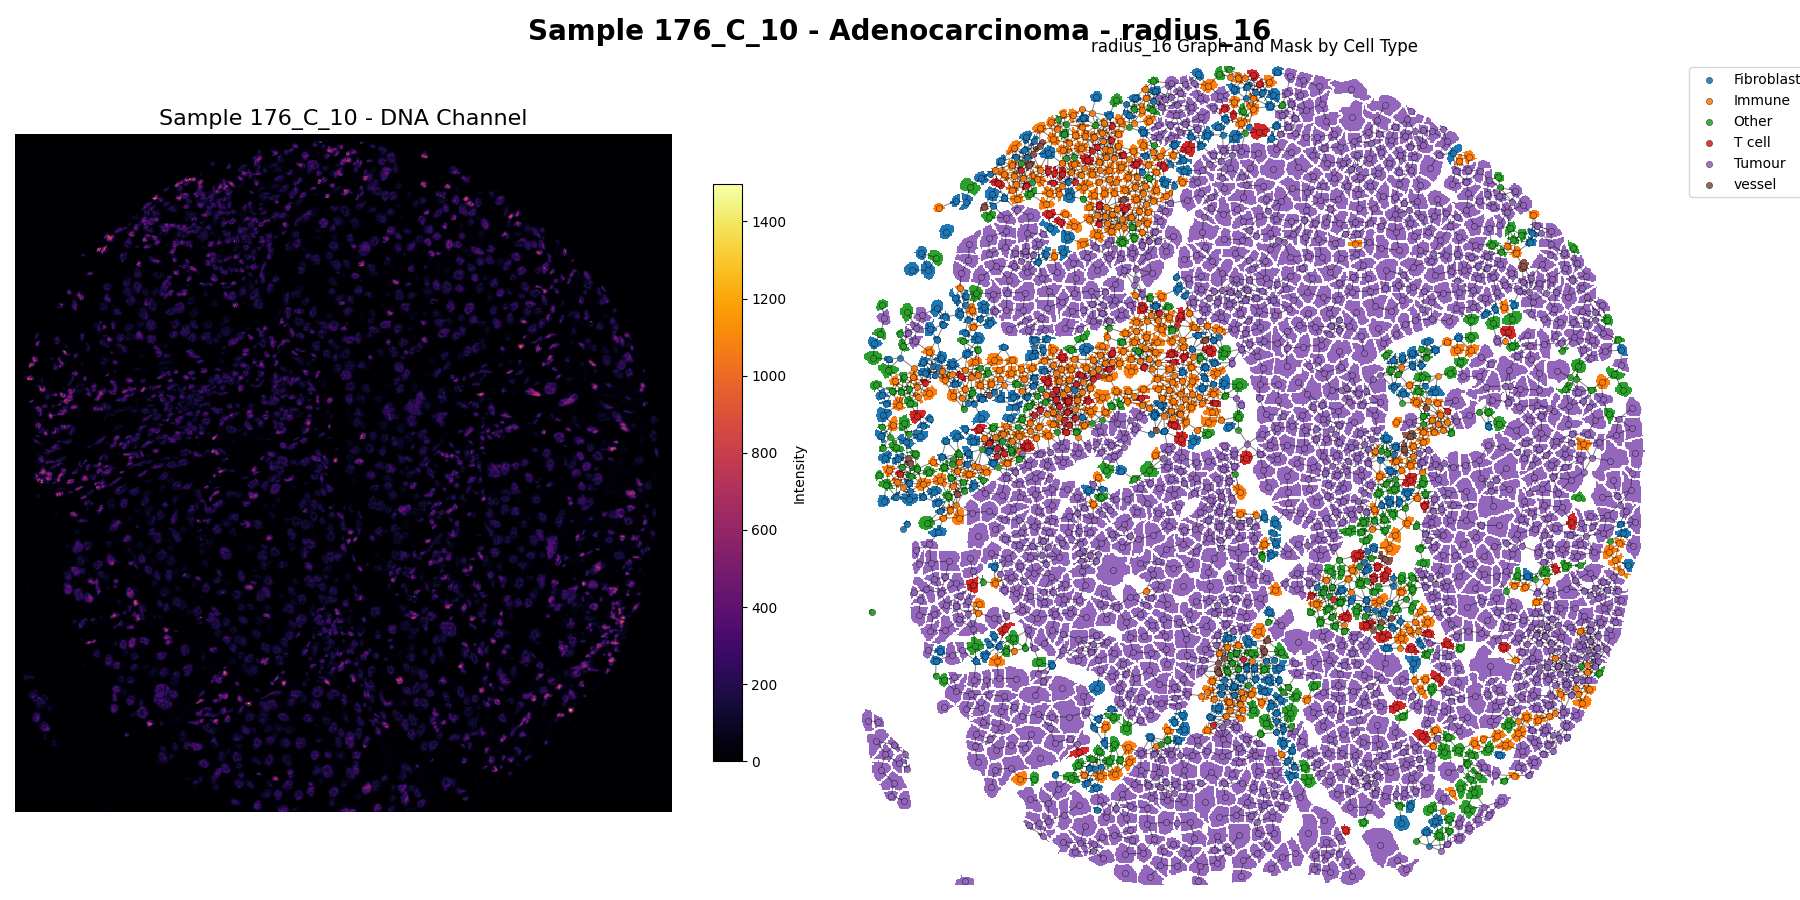 Sample 176_C_10 - Adenocarcinoma - radius_16
radius_16 Graph and Mask by Cell Type
Sample 176_C_10 - DNA Channel
1400
1200
1000
800
600
400
200
0
Intensity
Fibroblast
Immune
Other
T cell
Tumour
vessel